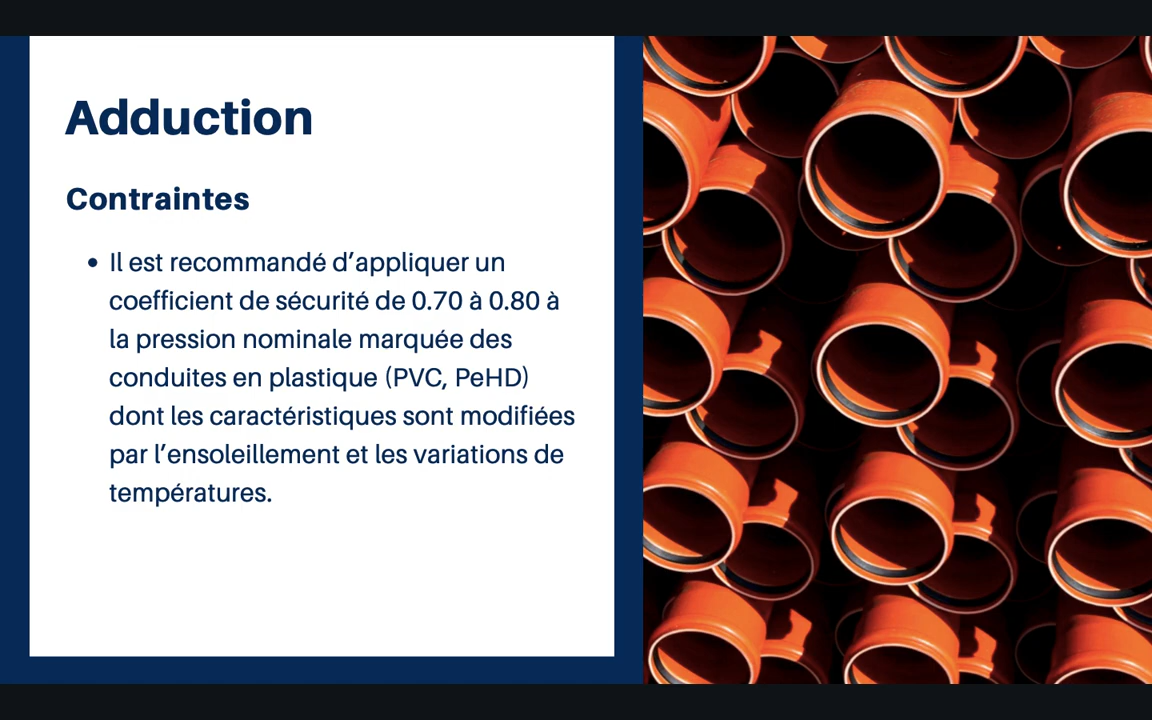 Adduction
Contraintes
• Il est recommandé d’appliquer un
coefficient de sécurité de 0.70 à 0.80 à
la pression nominale marquée des
conduites en plastique (PVC, PeHD)
dont les caractéristiques sont modifiées
par l’ensoleillement et les variations de
températures.